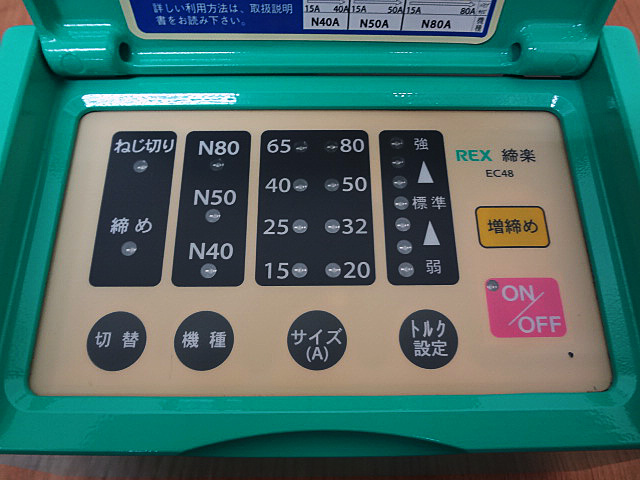 詳しい利用方法は、取扱説明
書をお読み下さい。
15A 40A 15A 50A 15A 80A
N40A N50A N80A
機種
ねじ切り
締め
N80
N50
N40
65 80
40 50
25 32
15 20
強
標準
弱
REX 締楽
EC48
増締め
ON/OFF
切替
機種
サイズ
(A)
トルク
設定